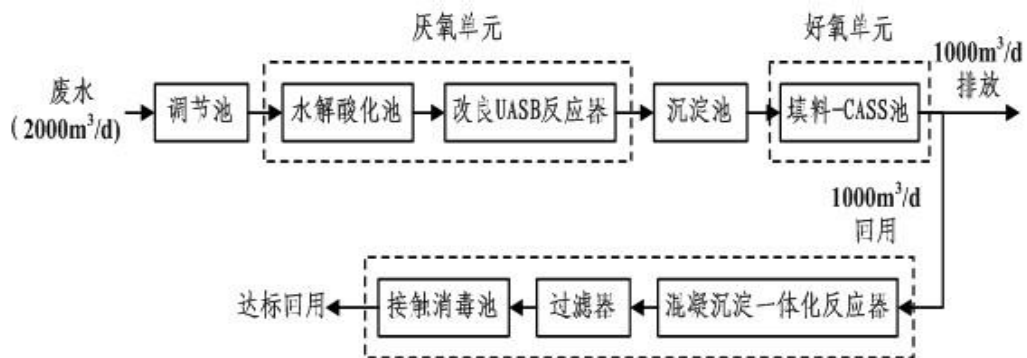 厌氧单元
好氧单元
1000m³/d
排放
废水
(2000m³/d)
调节池
水解酸化池
改良UASB反应器
沉淀池
填料-CASS池
1000m³/d
回用
达标回用
接触消毒池
过滤器
混凝沉淀一体化反应器